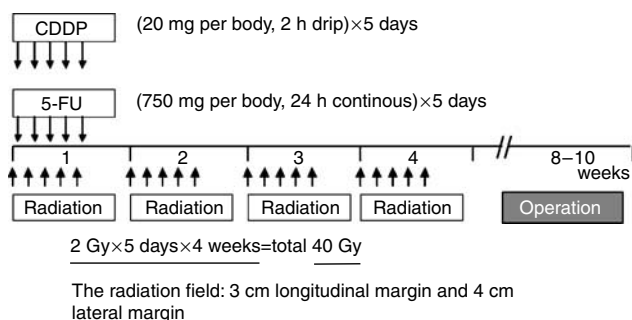 CDDP (20 mg per body, 2 h drip)×5 days
5-FU (750 mg per body, 24 h continous)×5 days
1 2 3 4 8–10
weeks
Radiation Radiation Radiation Radiation Operation
2 Gy×5 days×4 weeks=total 40 Gy
The radiation field: 3 cm longitudinal margin and 4 cm
lateral margin